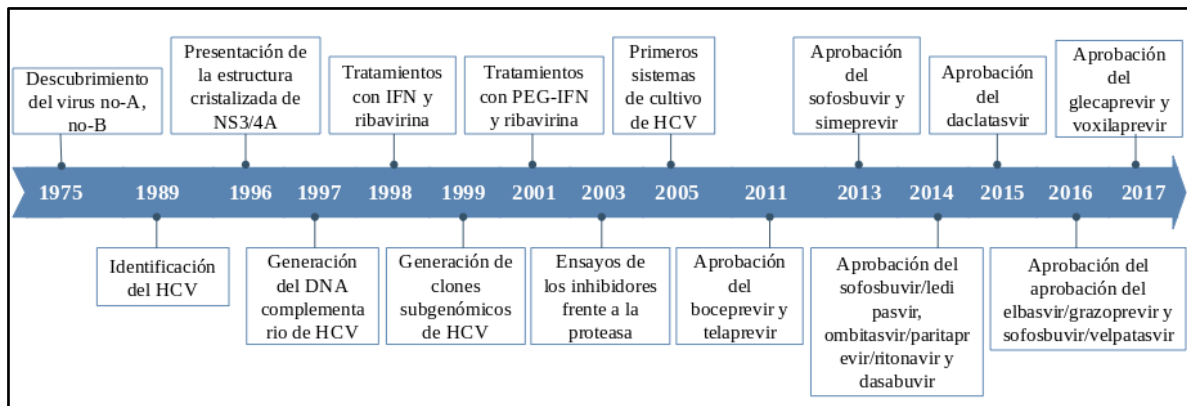 Descubrimiento
del virus no-A,
no-B
Presentación de
la estructura
cristalizada de
NS3/4A
Tratamientos
con IFN y
ribavirina
Tratamientos
con PEG-IFN
y ribavirina
Primeros
sistemas
de cultivo
de HCV
Aprobación
del
sofosbuvir y
simeprevir
Aprobación
del
daclatasvir
Aprobación
del
glecaprevir y
voxilaprevir
1975 1989 1996 1997 1998 1999 2001 2003 2005 2011 2013 2014 2015 2016 2017
Identificación
del HCV
Generación
del DNA
complementa
rio de HCV
Generación de
clones
subgenómicos
de HCV
Ensayos de
los inhibidores
frente a la
proteasa
Aprobación
del
boceprevir y
telaprevir
Aprobación del
sofosbuvir/ledi
pasvir,
ombitasvir/paritapr
evir/ritonavir y
dasabuvir
Aprobación del
aprobación del
elbasvir/grazoprevir y
sofosbuvir/velpatasvir